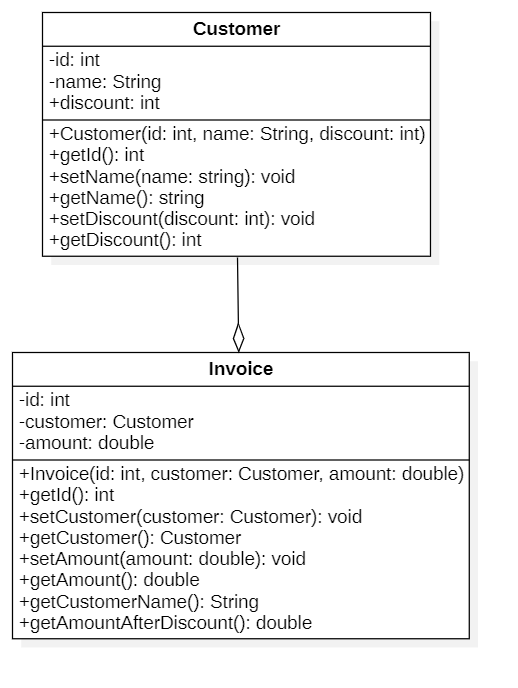 Customer
-id: int
-name: String
+discount: int
+Customer(id: int, name: String, discount: int)
+getId(): int
+setName(name: string): void
+getName(): string
+setDiscount(discount: int): void
+getDiscount(): int
Invoice
-id: int
-customer: Customer
-amount: double
+Invoice(id: int, customer: Customer, amount: double)
+getId(): int
+setCustomer(customer: Customer): void
+getCustomer(): Customer
+setAmount(amount: double): void
+getAmount(): double
+getCustomerName(): String
+getAmountAfterDiscount(): double